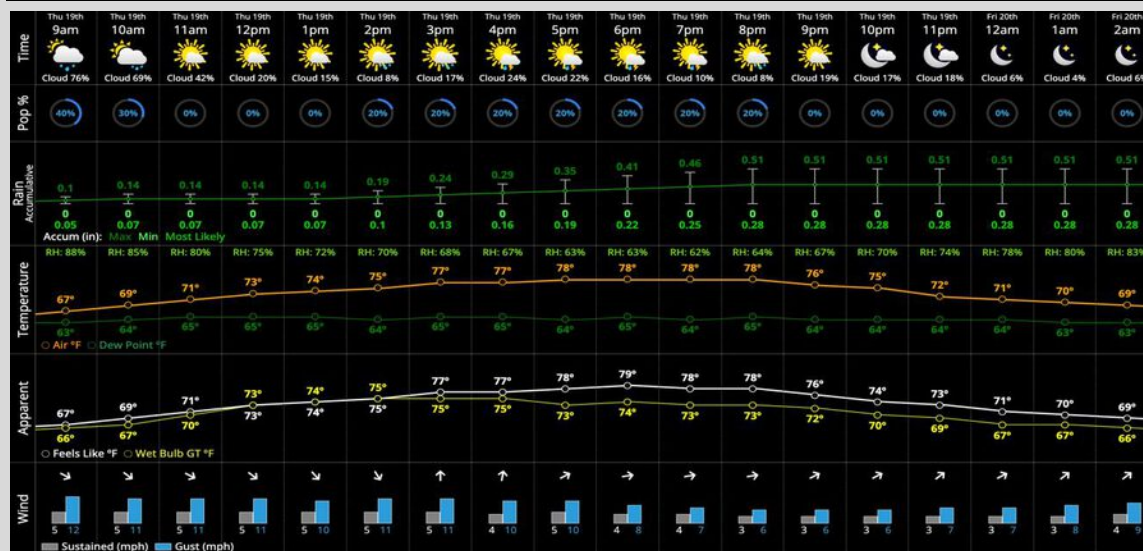 Thu 19th Thu 19th Thu 19th Thu 19th Thu 19th Thu 19th Thu 19th Thu 19th Thu 19th Thu 19th Thu 19th Thu 19th Thu 19th Thu 19th Thu 19th Fri 20th Fri 20th Fri 20th
Time 9am 10am 11am 12pm 1pm 2pm 3pm 4pm 5pm 6pm 7pm 8pm 9pm 10pm 11pm 12am 1am 2am
Cloud 76% Cloud 69% Cloud 42% Cloud 20% Cloud 15% Cloud 8% Cloud 17% Cloud 24% Cloud 22% Cloud 16% Cloud 10% Cloud 8% Cloud 19% Cloud 17% Cloud 18% Cloud 6% Cloud 4% Cloud 6%
Pop % 40% 30% 0% 0% 0% 20% 20% 20% 20% 20% 20% 20% 0% 0% 0% 0% 0% 0%
Rain Accumulative
0.1 0.14 0.14 0.14 0.14 0.19 0.24 0.29 0.35 0.41 0.46 0.51 0.51 0.51 0.51 0.51 0.51 0.51
0 0 0 0 0 0 0 0 0 0 0 0 0 0 0 0 0 0
0.05 0.07 0.07 0.07 0.07 0.1 0.13 0.16 0.19 0.22 0.25 0.28 0.28 0.28 0.28 0.28 0.28 0.28
Accum (in): Max Min Most Likely
RH: 88% RH: 85% RH: 80% RH: 75% RH: 72% RH: 70% RH: 68% RH: 67% RH: 63% RH: 63% RH: 62% RH: 64% RH: 67% RH: 70% RH: 74% RH: 78% RH: 80% RH: 83%
Temperature
67° 69° 71° 73° 74° 75° 77° 77° 78° 78° 78° 78° 76° 75° 72° 71° 70° 69°
63° 64° 65° 65° 65° 64° 65° 65° 64° 65° 64° 64° 64° 64° 64° 64° 63° 63°
Air °F Dew Point °F
Apparent
67° 69° 71° 73° 74° 75° 77° 77° 78° 79° 78° 78° 76° 74° 73° 71° 70° 69°
66° 67° 70° 73° 74° 75° 75° 75° 73° 74° 73° 73° 72° 70° 69° 67° 67° 66°
Feels Like °F Wet Bulb GT °F
Wind
5 12 5 11 5 11 5 11 5 10 5 11 5 11 4 10 5 10 4 8 4 7 3 6 3 6 3 6 3 7 3 7 3 8 4
Sustained (mph) Gust (mph)